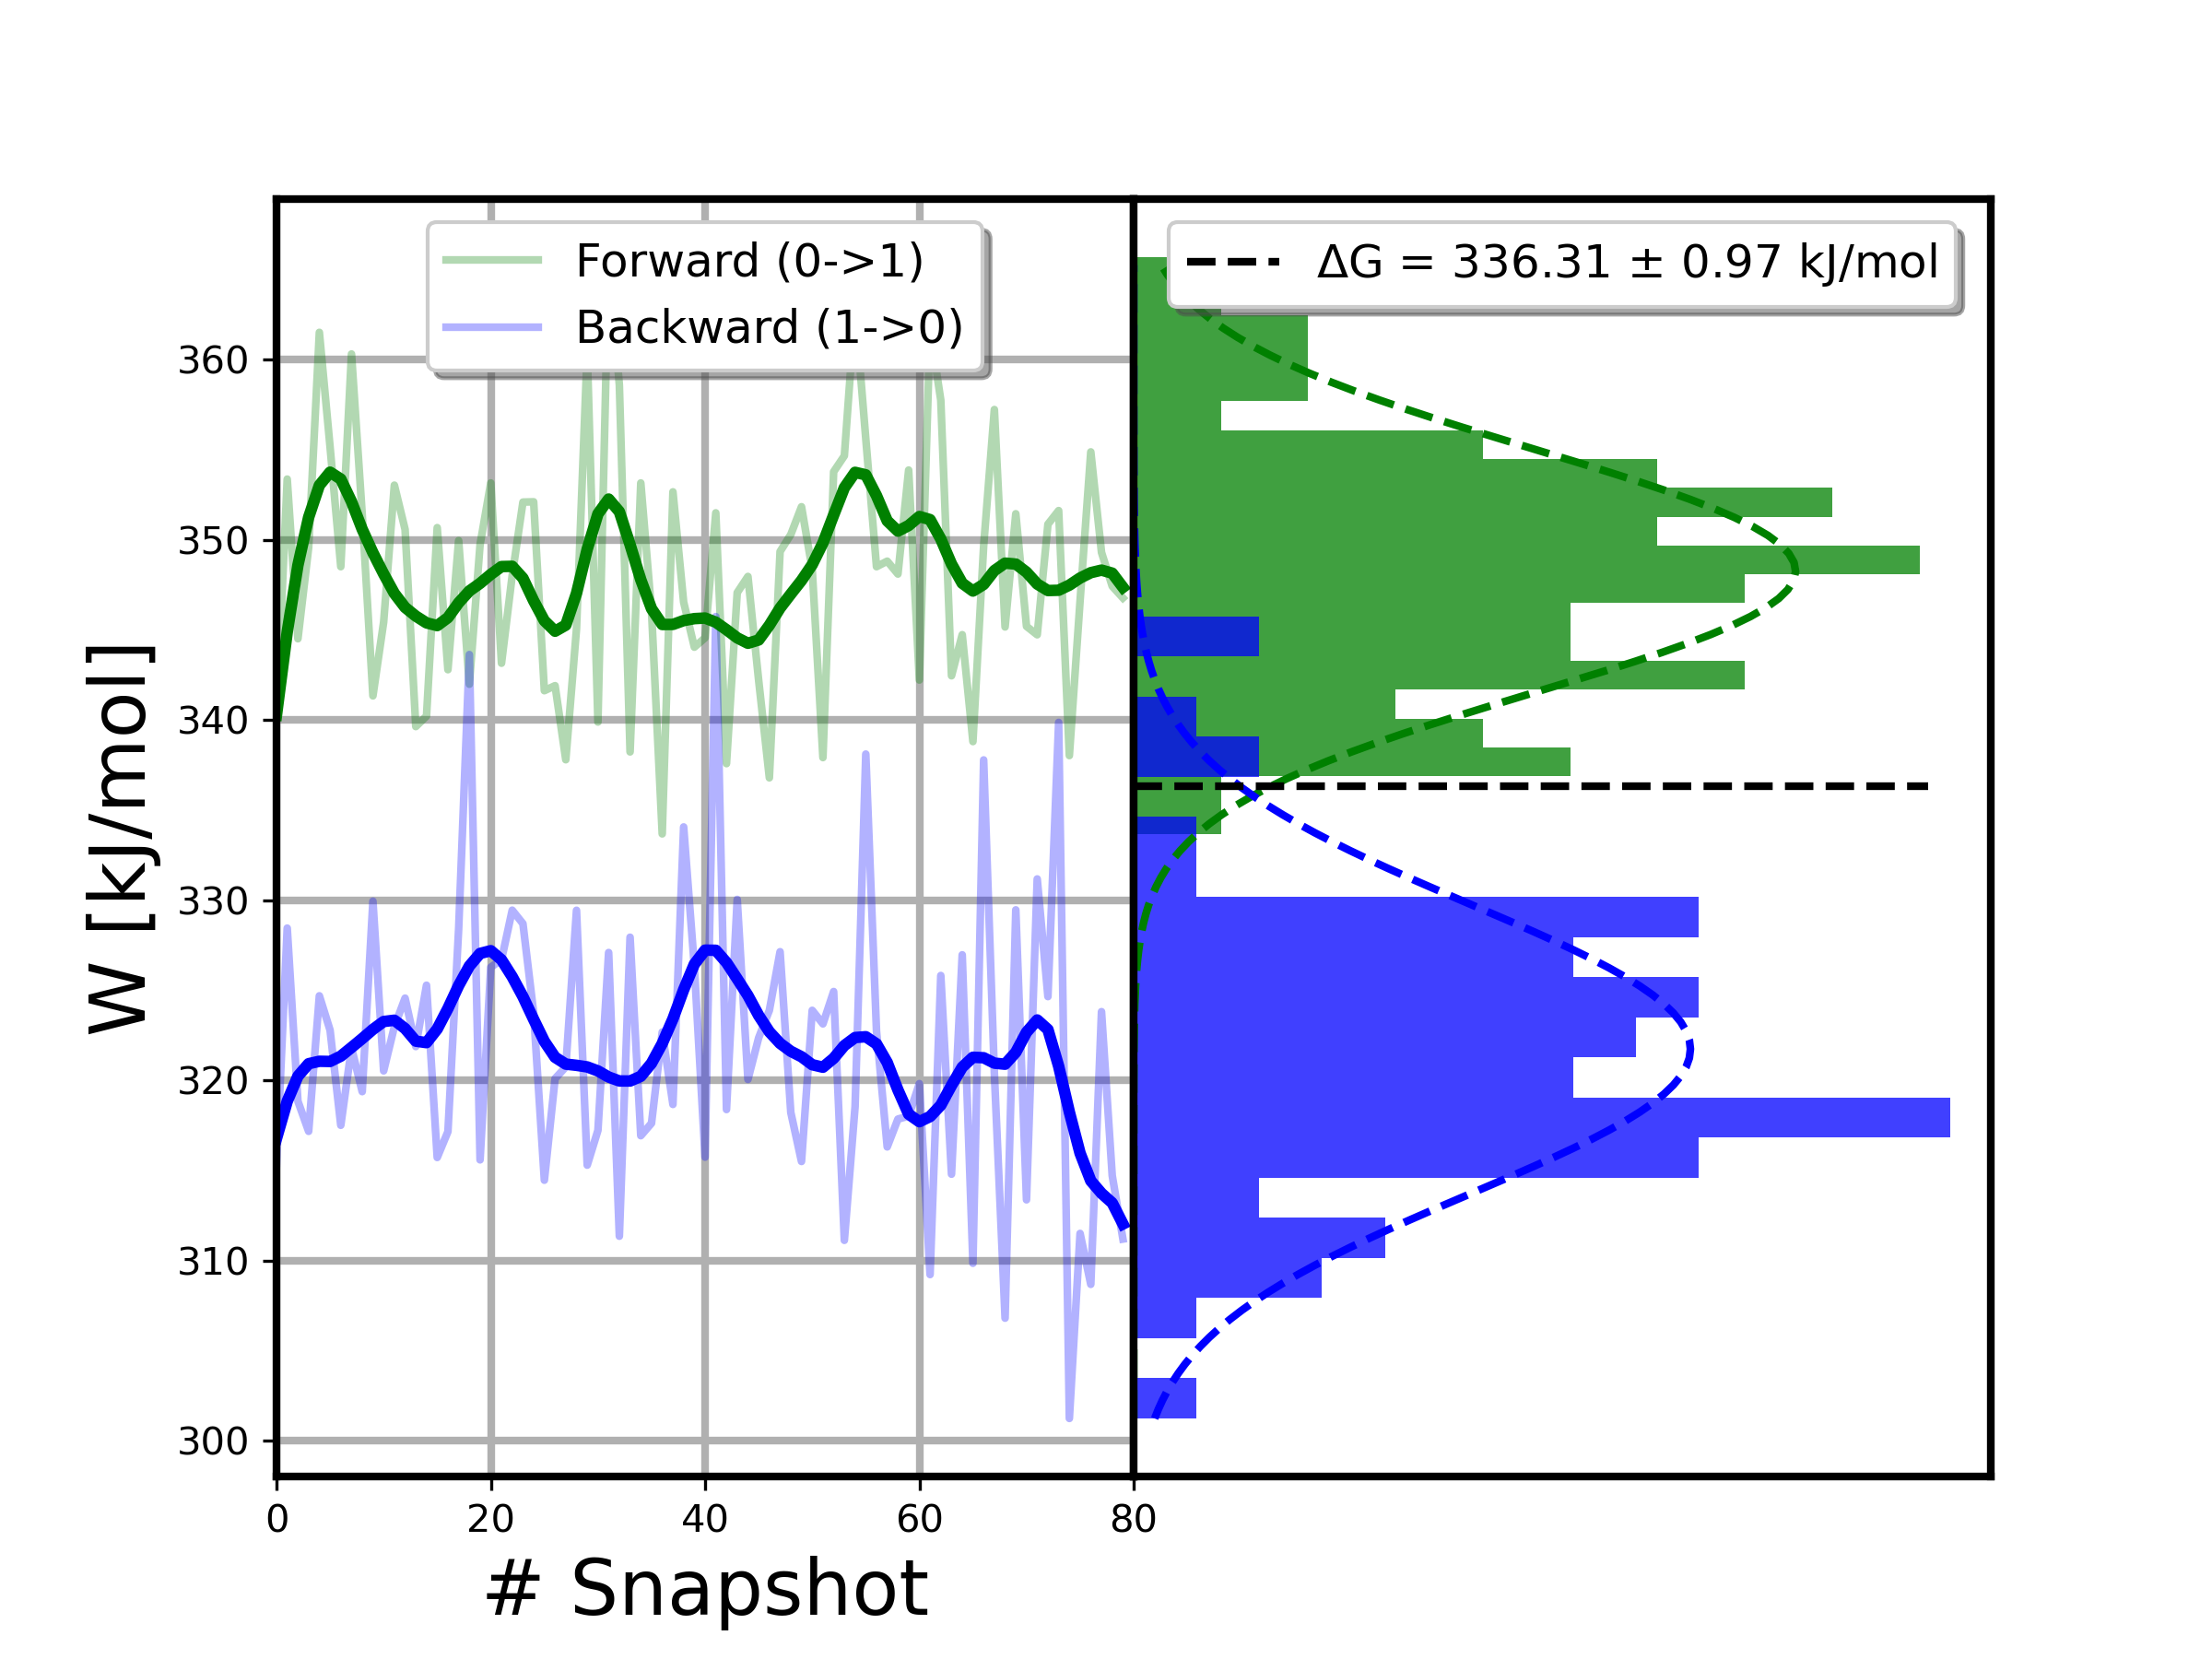 Forward (0->1)
Backward (1->0)
ΔG = 336.31 ± 0.97 kJ/mol
W [kJ/mol]
360
350
340
330
320
310
300
0 20 40 60 80
# Snapshot